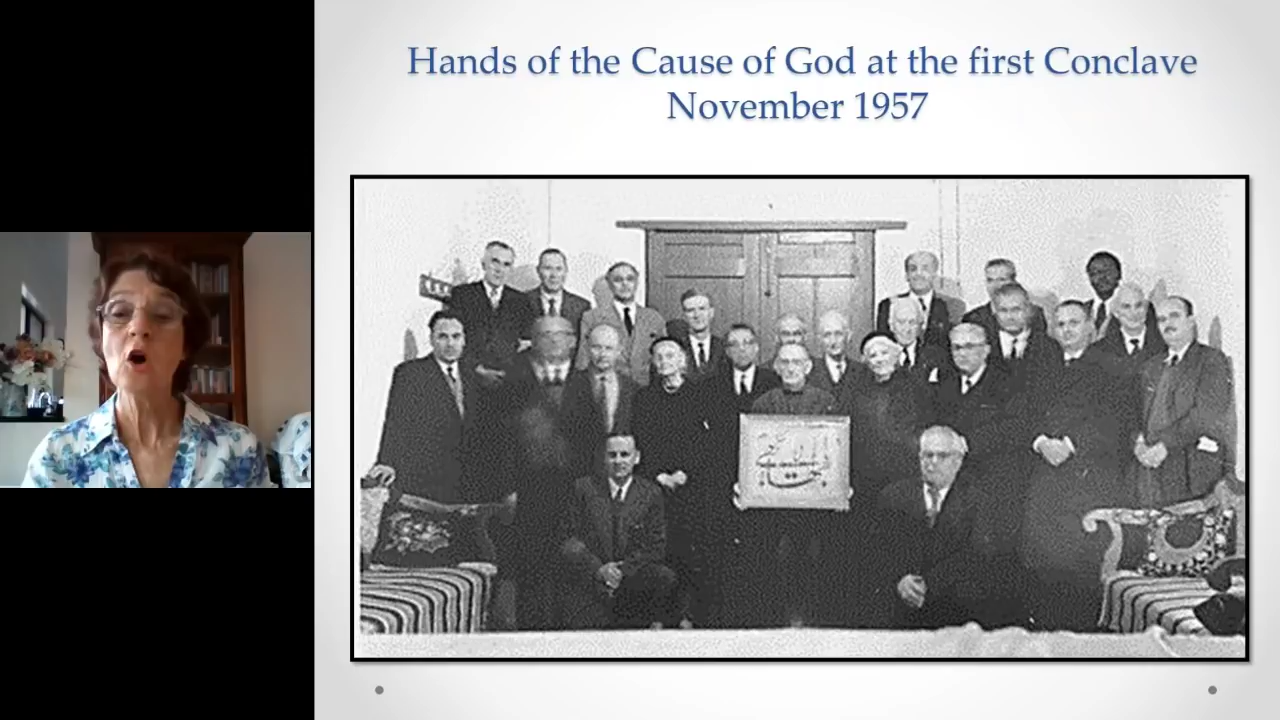 Hands of the Cause of God at the first Conclave
November 1957